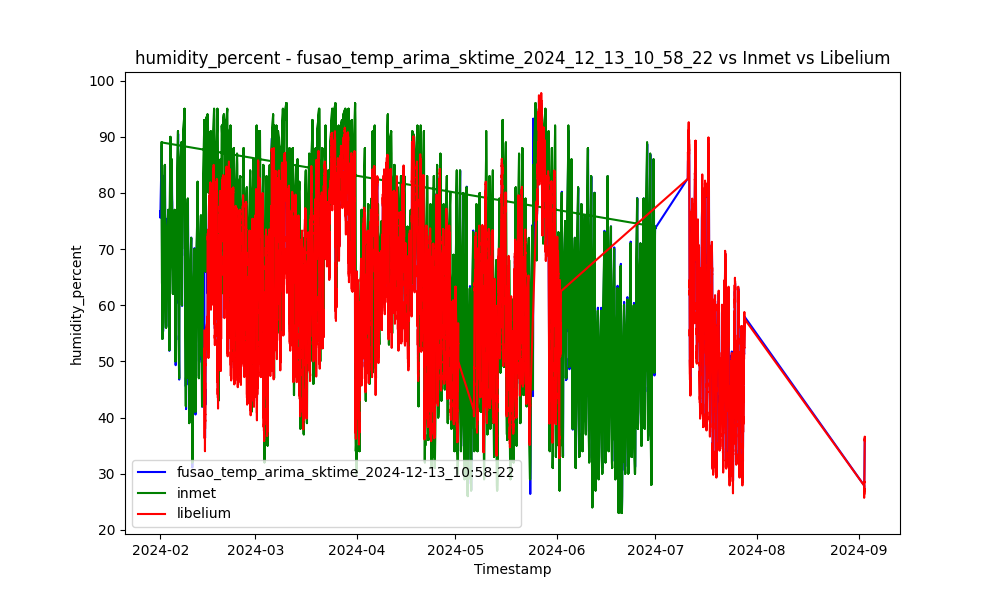 humidity_percent - fusao_temp_arima_sktime_2024_12_13_10_58_22 vs Inmet vs Libelium
100
90
80
70
60
50
40
30
20
humidity_percent
fusao_temp_arima_sktime_2024-12-13_10:58-22
inmet
libelium
2024-02 2024-03 2024-04 2024-05 2024-06 2024-07 2024-08 2024-09
Timestamp